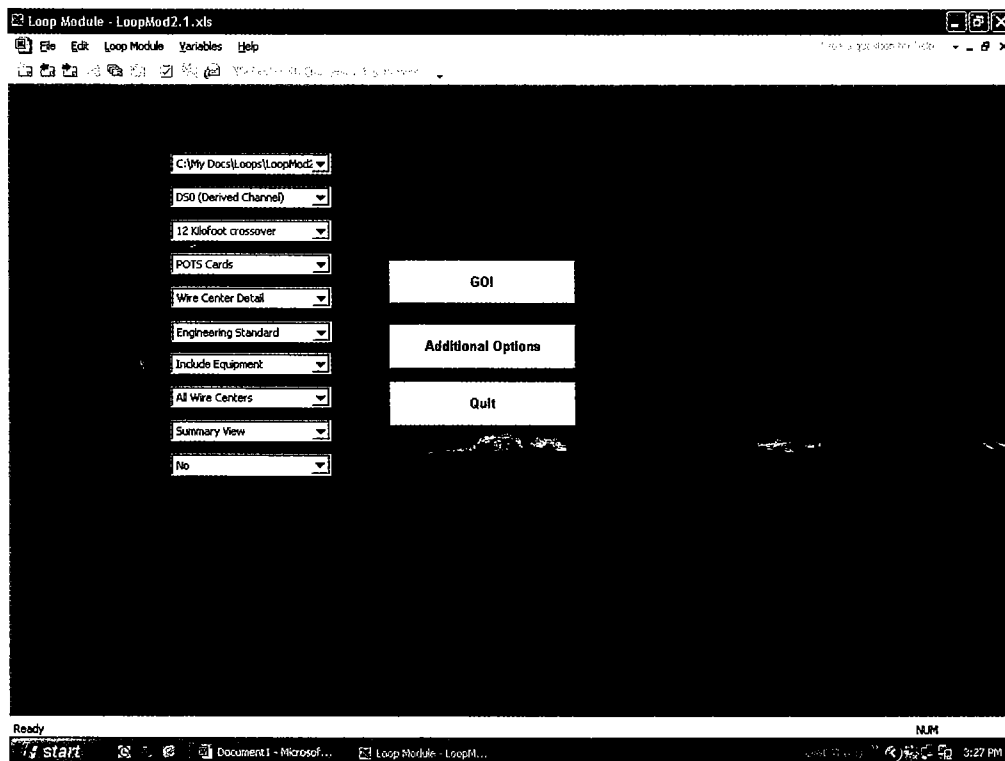 Loop Module - LoopMod2.1.xls
File Edit Loop Module Variables Help
C:\My Docs\Loops\LoopMod2
DS0 (Derived Channel)
12 Kilofoot crossover
POTS Cards
Wire Center Detail
Engineering Standard
Include Equipment
All Wire Centers
Summary View
No
GO!
Additional Options
Quit
Ready
NUM
start
Document1 - Microsof...
Loop Module - LoopM...
3:27 PM